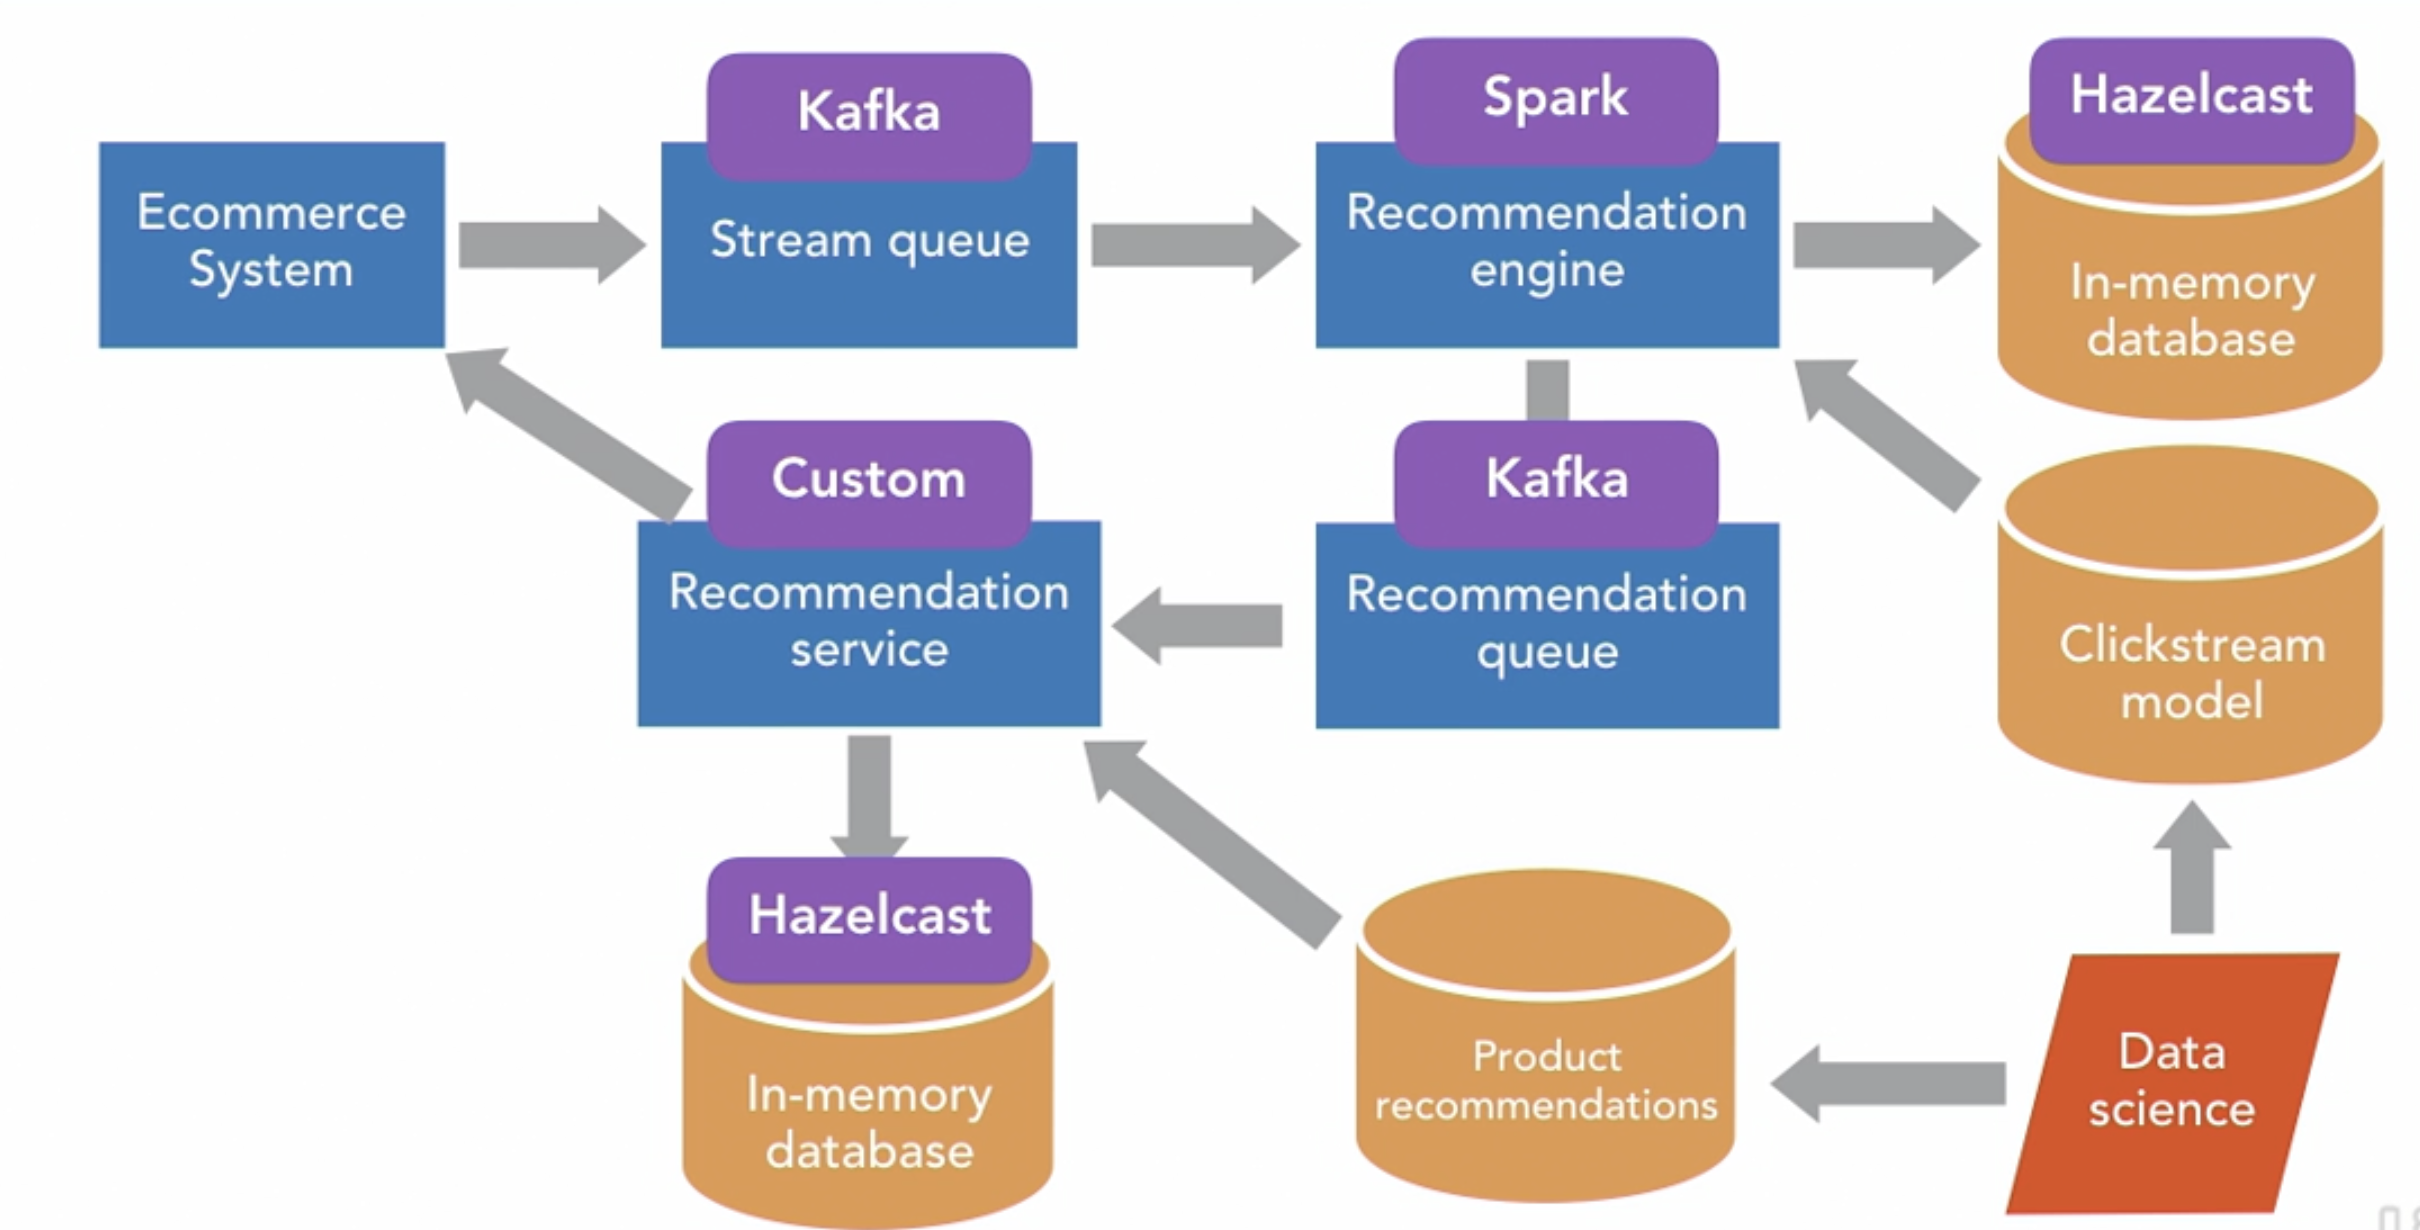 Kafka
Spark
Hazelcast
Ecommerce
System
Stream queue
Recommendation
engine
In-memory
database
Custom
Kafka
Recommendation
service
Recommendation
queue
Clickstream
model
Hazelcast
In-memory
database
Product
recommendations
Data
science